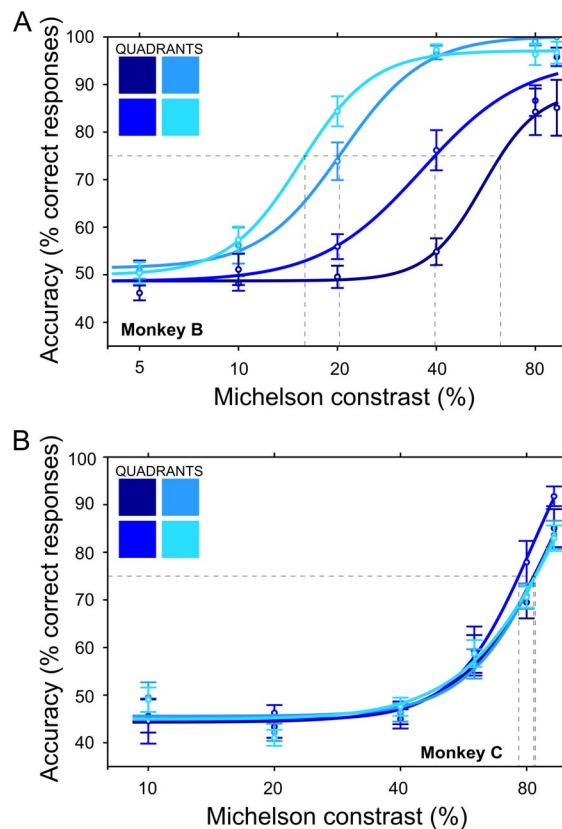 A
QUADRANTS
100
90
80
70
60
50
40
Accuracy (% correct responses)
Monkey B
5
10
20
40
80
Michelson constrast (%)
B
QUADRANTS
100
90
80
70
60
50
40
Accuracy (% correct responses)
Monkey C
10
20
40
80
Michelson constrast (%)